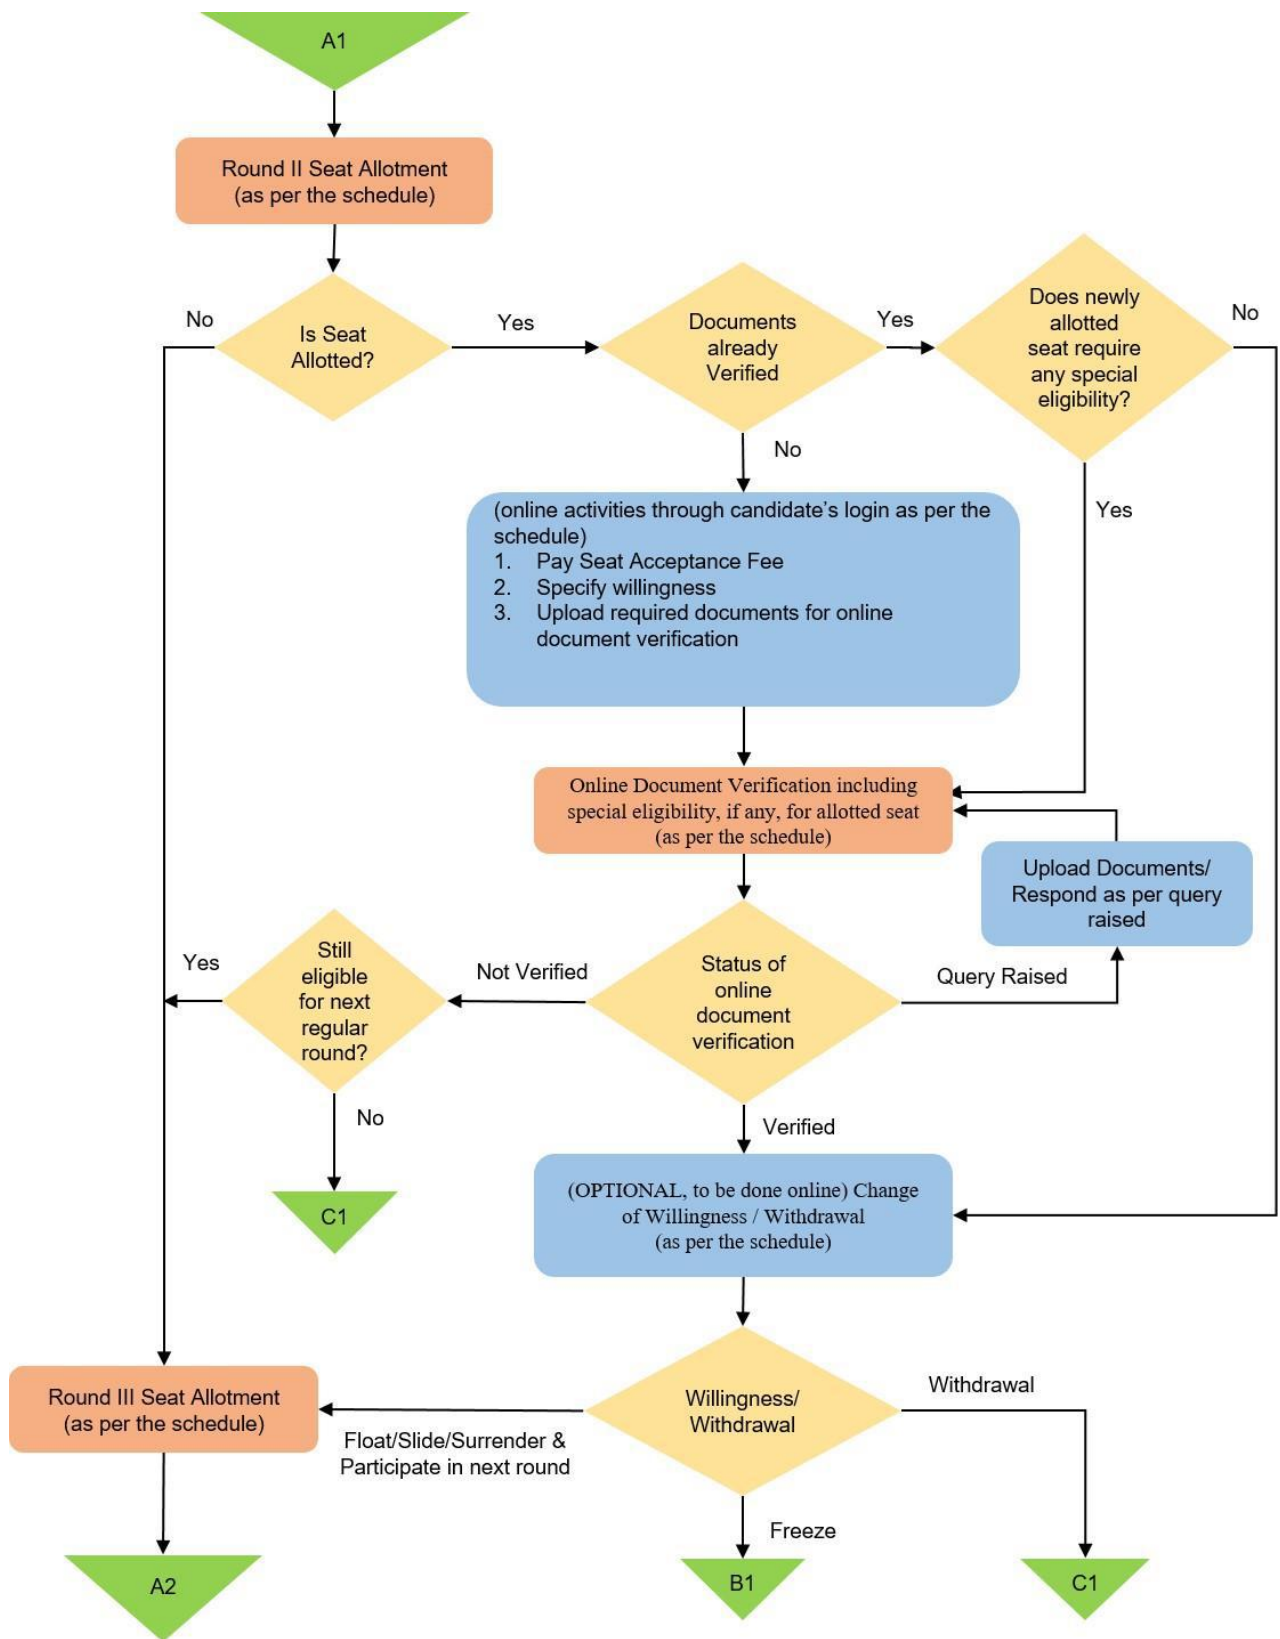 A1
Round II Seat Allotment
(as per the schedule)
No
Is Seat
Allotted?
Yes
Documents
already
Verified
Yes
Does newly
allotted
seat require
any special
eligibility?
No
No
Yes
(online activities through candidate’s login as per the
schedule)
1. Pay Seat Acceptance Fee
2. Specify willingness
3. Upload required documents for online
document verification
Online Document Verification including
special eligibility, if any, for allotted seat
(as per the schedule)
Upload Documents/
Respond as per query
raised
Yes
Still
eligible
for next
regular
round?
Not Verified
Status of
online
document
verification
Query Raised
No
Verified
C1
(OPTIONAL, to be done online) Change
of Willingness / Withdrawal
(as per the schedule)
Round III Seat Allotment
(as per the schedule)
Float/Slide/Surrender &
Participate in next round
Willingness/
Withdrawal
Withdrawal
Freeze
A2
B1
C1